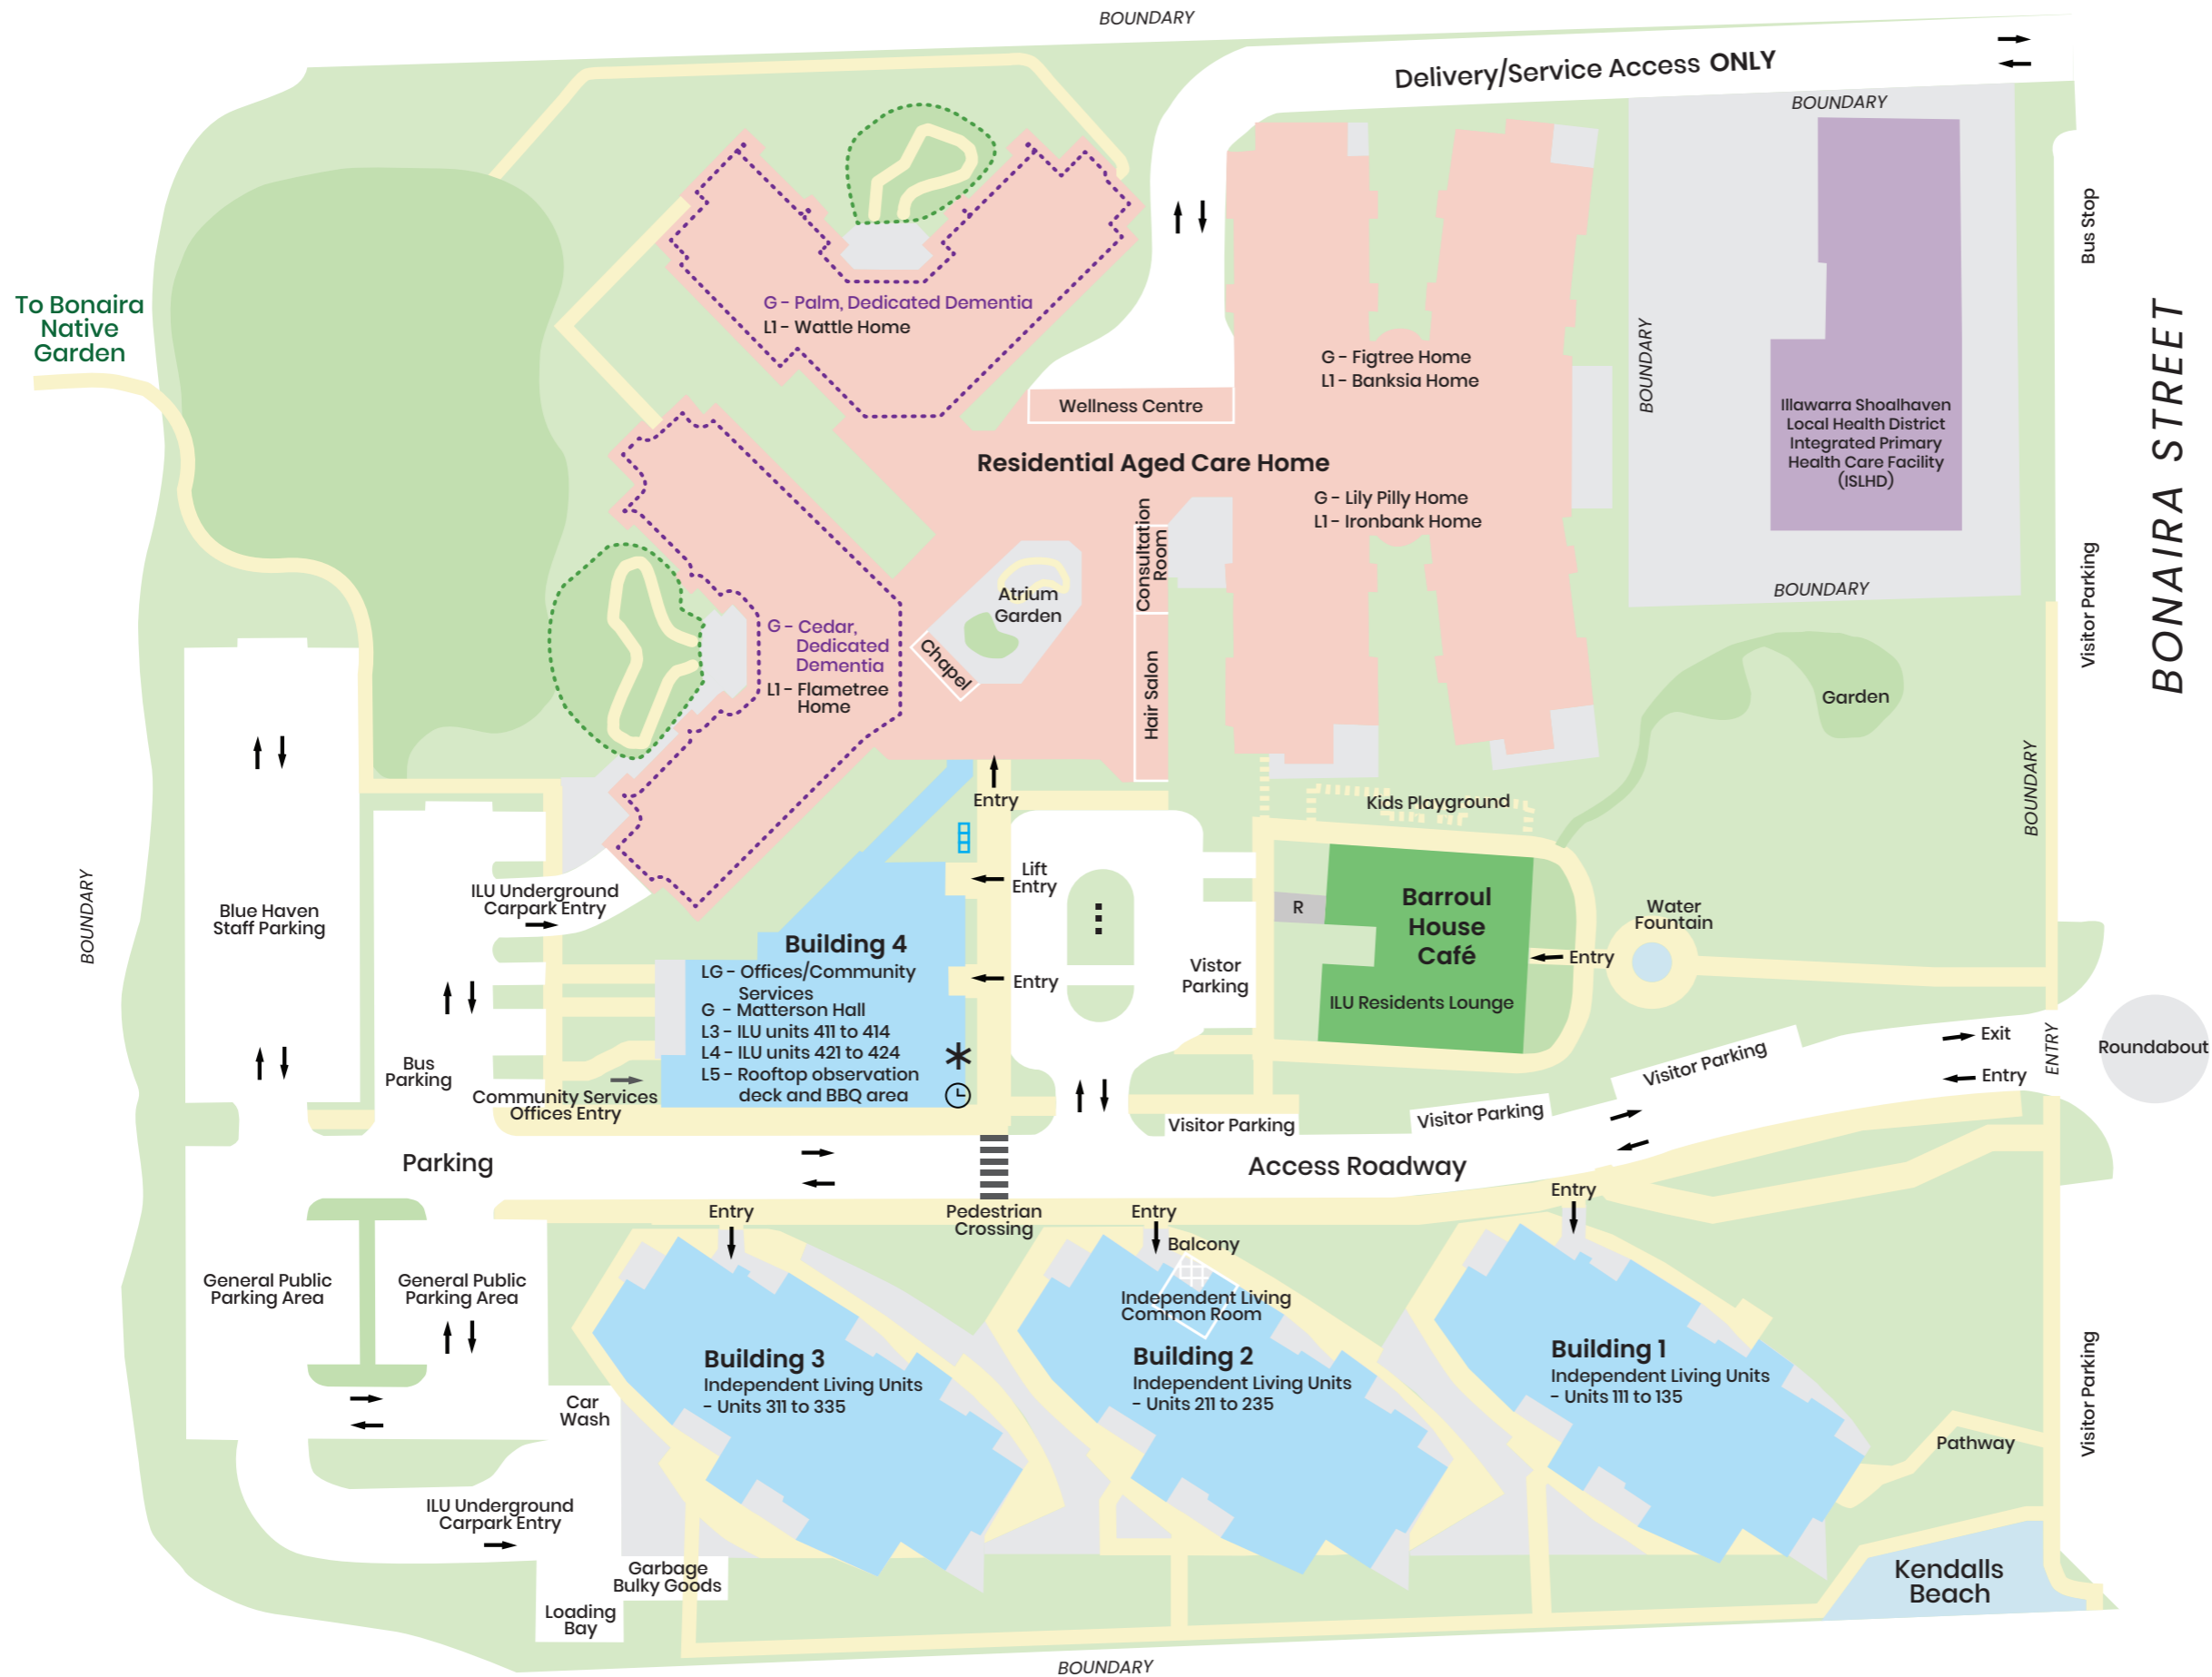 BOUNDARY
Delivery/Service Access ONLY
BOUNDARY
Bus Stop
To Bonaira
Native
Garden
G - Palm, Dedicated Dementia
L1 - Wattle Home
G - Figtree Home
L1 - Banksia Home
BOUNDARY
BONAIRA STREET
Wellness Centre
Illawarra Shoalhaven
Local Health District
Integrated Primary
Health Care Facility
(ISLHD)
Residential Aged Care Home
G - Lily Pilly Home
L1 - Ironbank Home
Consultation
Room
Atrium
Garden
BOUNDARY
Visitor Parking
G - Cedar,
Dedicated
Dementia
L1 - Flametree
Home
Chapel
Hair Salon
Garden
BOUNDARY
Entry
Kids Playground
Lift
Entry
ILU Underground
Carpark Entry
BOUNDARY
Blue Haven
Staff Parking
Barroul
House
Café
R
Water
Fountain
Building 4
LG - Offices/Community
Services
G - Matterson Hall
L3 - ILU units 411 to 414
L4 - ILU units 421 to 424
L5 - Rooftop observation
deck and BBQ area
Entry
Vistor
Parking
Entry
ILU Residents Lounge
Bus
Parking
Community Services
Offices Entry
Visitor Parking
Exit
Entry
ENTRY
Roundabout
Visitor Parking
Visitor Parking
Parking
Access Roadway
Entry
Pedestrian
Crossing
Entry
Entry
Balcony
General Public
Parking Area
General Public
Parking Area
Independent Living
Common Room
Building 3
Independent Living Units
- Units 311 to 335
Building 2
Independent Living Units
- Units 211 to 235
Building 1
Independent Living Units
- Units 111 to 135
Visitor Parking
Car
Wash
Pathway
ILU Underground
Carpark Entry
Garbage
Bulky Goods
Loading
Bay
Kendalls
Beach
BOUNDARY